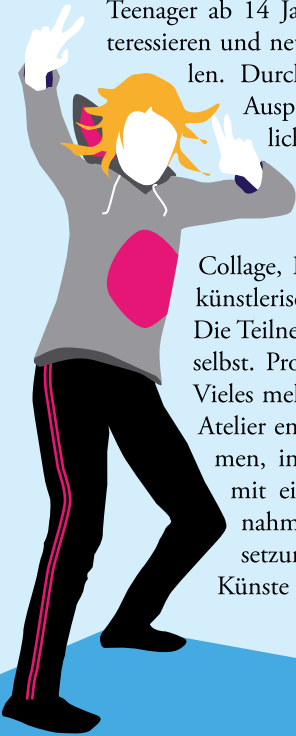 Teenager ab 14 Ja
teressieren und neu
len. Durch
Ausp
lich
Collage, I
künstleris
Die Teilne
selbst. Pro
Vieles meh
Atelier en
men, in
mit ei
nahm
setzun
Künste